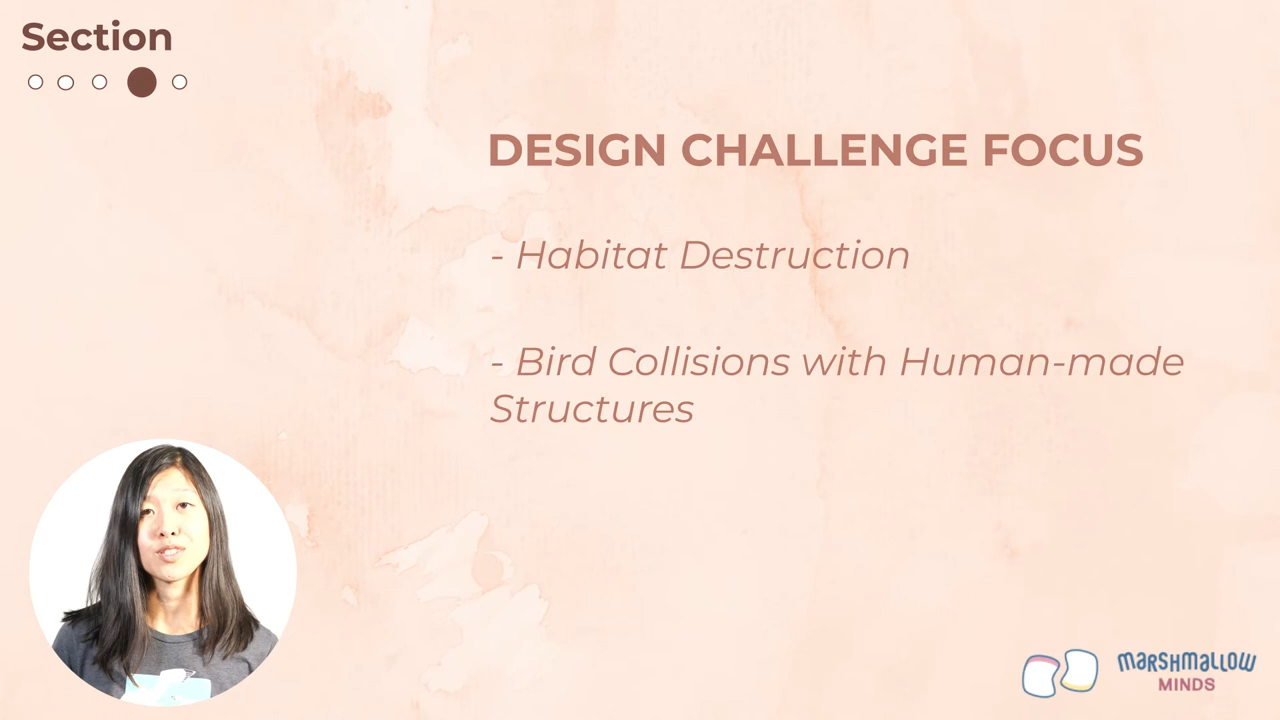 Section
DESIGN CHALLENGE FOCUS
- Habitat Destruction
- Bird Collisions with Human-made
Structures
MARSHMALLOW
MINDS